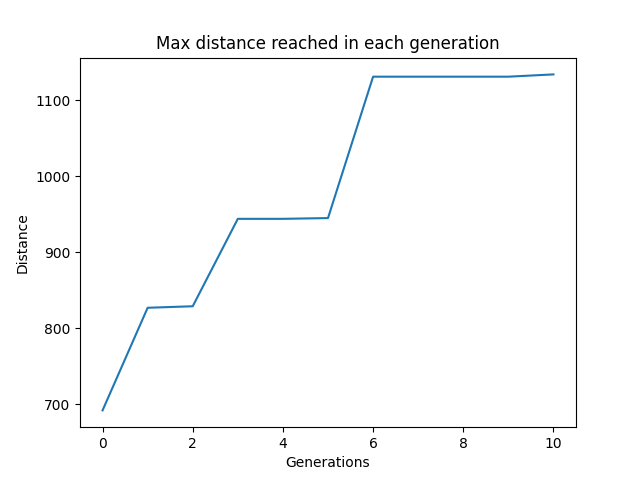 Max distance reached in each generation
1100
1000
900
800
700
Distance
0 2 4 6 8 10
Generations